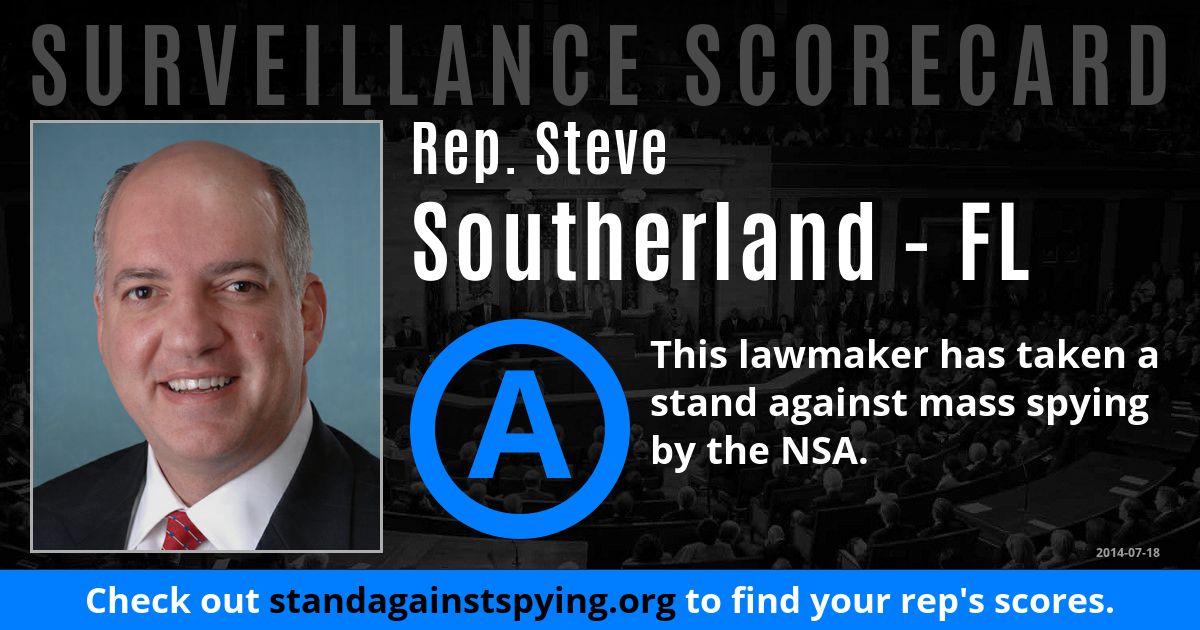 SURVEILLANCE SCORECARD
Rep. Steve
Southerland - FL
A
This lawmaker has taken a
stand against mass spying
by the NSA.
2014-07-18
Check out standagainstspying.org to find your rep's scores.